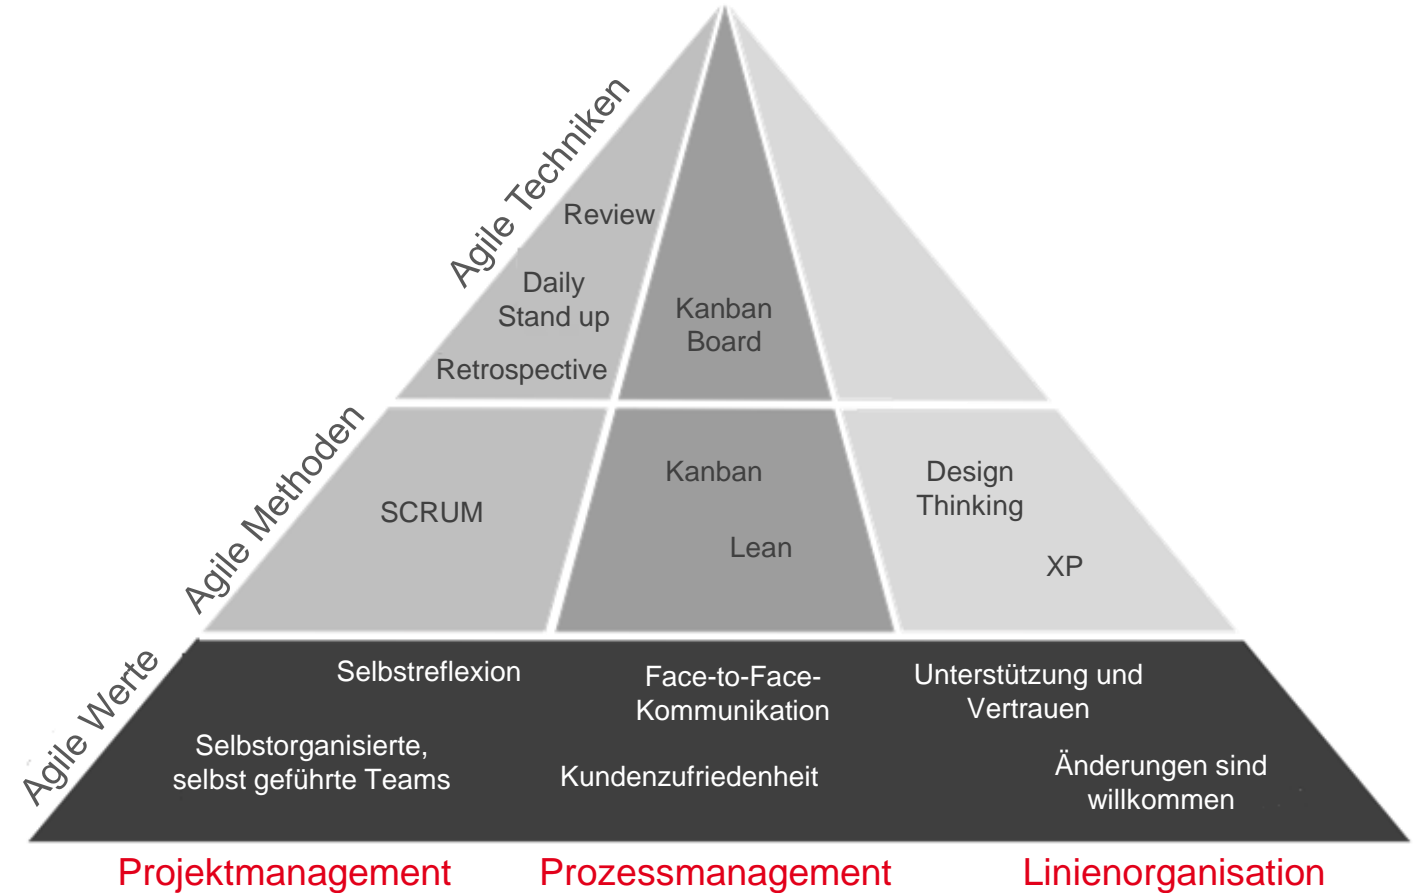 Agile Techniken
Review
Daily
Stand up
Retrospective
Kanban
Board
Agile Methoden
SCRUM
Kanban
Lean
Design
Thinking
XP
Agile Werte
Selbstreflexion
Face-to-Face-
Kommunikation
Unterstützung und
Vertrauen
Selbstorganisierte,
selbst geführte Teams
Kundenzufriedenheit
Änderungen sind
willkommen
Projektmanagement
Prozessmanagement
Linienorganisation